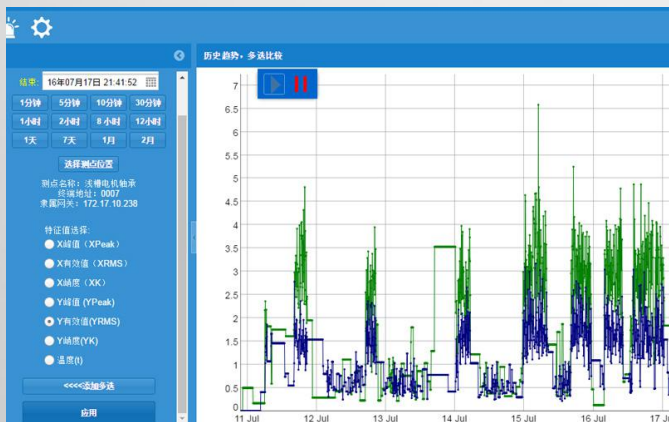 历史趋势，多选比较
结束: 16年07月17日 21:41:52
1分钟 5分钟 10分钟 30分钟
1小时 2小时 8小时 12小时
1天 7天 1月 2月
选择测点位置
测点名称：浅槽电机轴承
终端地址：0007
隶属网关：172.17.10.238
特征值选择:
X峰值（XPeak）
X有效值（XRMS）
X峭度（XK）
Y峰值 (YPeak)
Y有效值(YRMS)
Y峭度(YK)
温度(t)
<<<<添加多选
应用
7
6.5
6
5.5
5
4.5
4
3.5
3
2.5
2
1.5
1
0.5
0
11 Jul 12 Jul 13 Jul 14 Jul 15 Jul 16 Jul 17 J